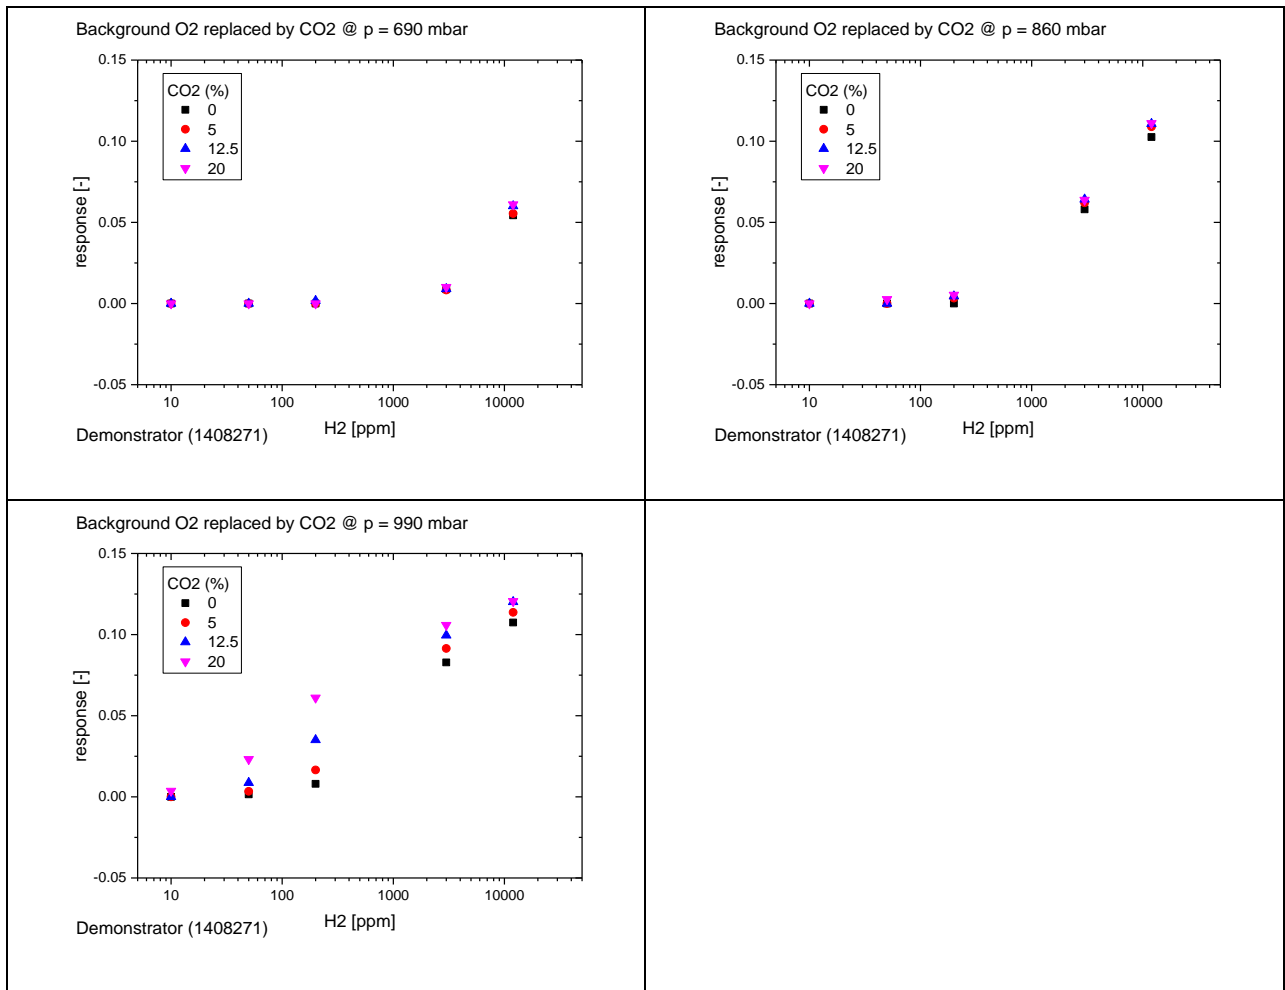 Background O2 replaced by CO2 @ p = 690 mbar
0.15
0.10
0.05
0.00
-0.05
response [-]
CO2 (%)
0
5
12.5
20
10 100 1000 10000
H2 [ppm]
Demonstrator (1408271)
Background O2 replaced by CO2 @ p = 860 mbar
0.15
0.10
0.05
0.00
-0.05
response [-]
CO2 (%)
0
5
12.5
20
10 100 1000 10000
H2 [ppm]
Demonstrator (1408271)
Background O2 replaced by CO2 @ p = 990 mbar
0.15
0.10
0.05
0.00
-0.05
response [-]
CO2 (%)
0
5
12.5
20
10 100 1000 10000
H2 [ppm]
Demonstrator (1408271)